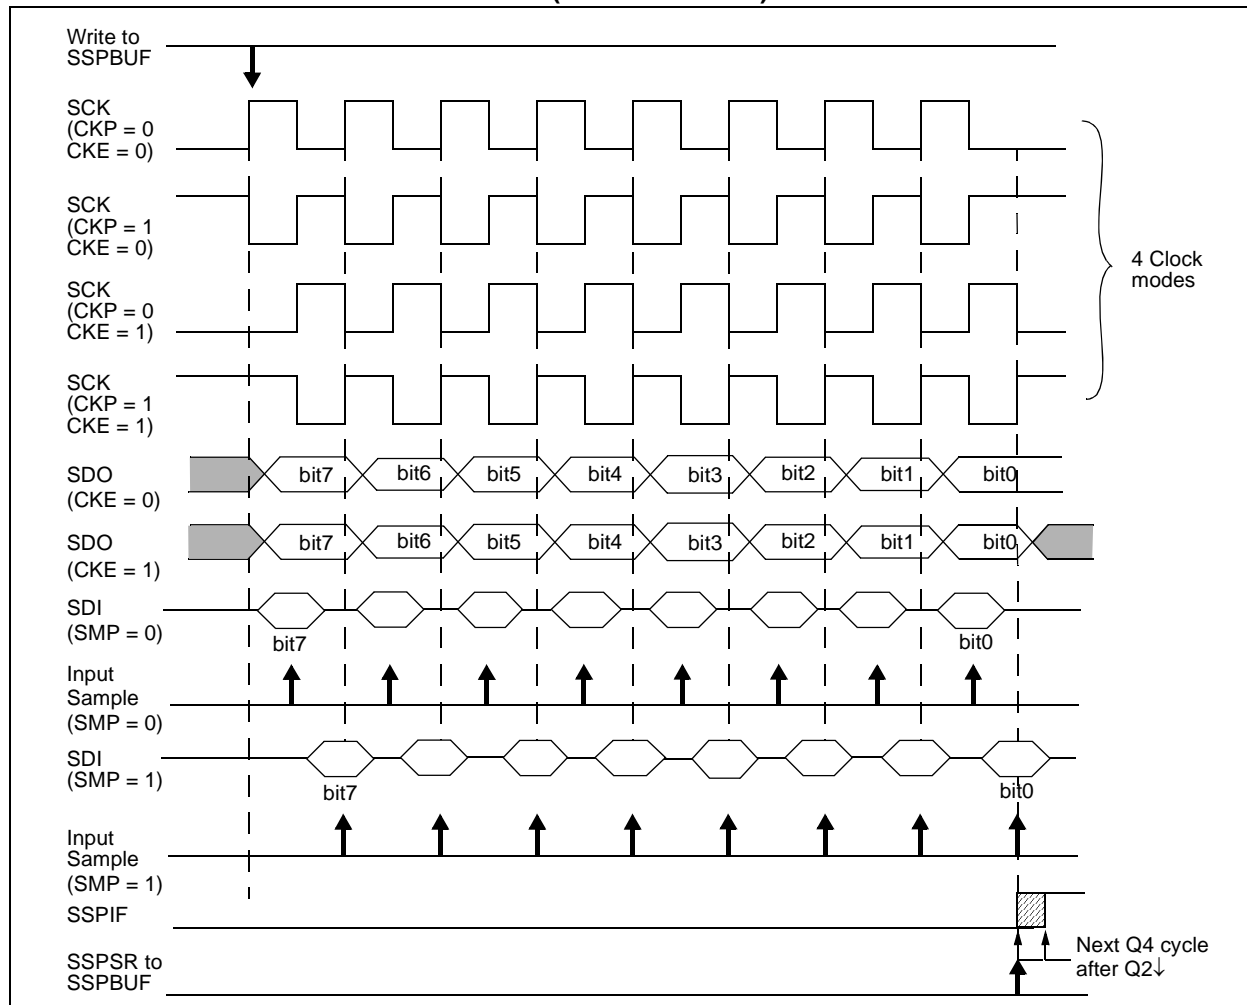 Write to
SSPBUF
SCK
(CKP = 0
CKE = 0)
SCK
(CKP = 1
CKE = 0)
4 Clock
modes
SCK
(CKP = 0
CKE = 1)
SCK
(CKP = 1
CKE = 1)
SDO
(CKE = 0)
bit7 bit6 bit5 bit4 bit3 bit2 bit1 bit0
SDO
(CKE = 1)
bit7 bit6 bit5 bit4 bit3 bit2 bit1 bit0
SDI
(SMP = 0)
bit7 bit0
Input
Sample
(SMP = 0)
SDI
(SMP = 1)
bit7 bit0
Input
Sample
(SMP = 1)
SSPIF
Next Q4 cycle
after Q2↓
SSPSR to
SSPBUF